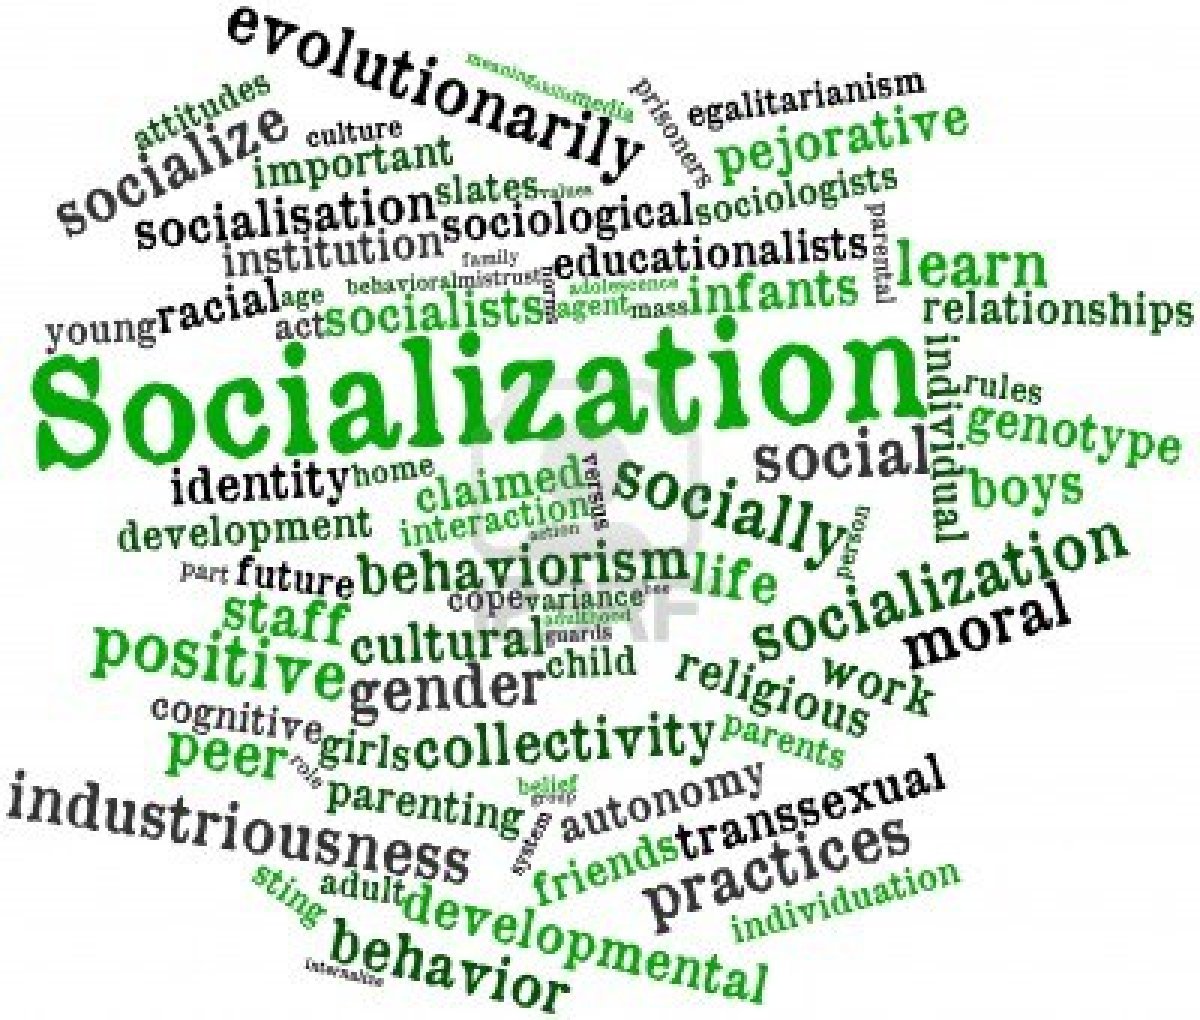 evolutionarily
meaning media
attitudes
prisoners
egalitarianism
socialize
culture
important
pejorative
socialisation
slates
values
sociological
sociologists
institution
family
educationalists
parental
learn
behavioral
mistrust
norms
adolescence
young
racial
age
act
socialists
agent
mass
infants
relationships
Socialization
individual
rules
genotype
social
boys
identity
home
claimed
versus
socially
development
interaction
action
person
socialization
part
future
behaviorism
life
cope
variance
moral
staff
adulthood
guards
cultural
positive
gender
child
religious
work
cognitive
girls
collectivity
parents
peer
role
parenting
belief
group
autonomy
transsexual
industriousness
system
friends
practices
sting
adult
developmental
individuation
behavior
internalize